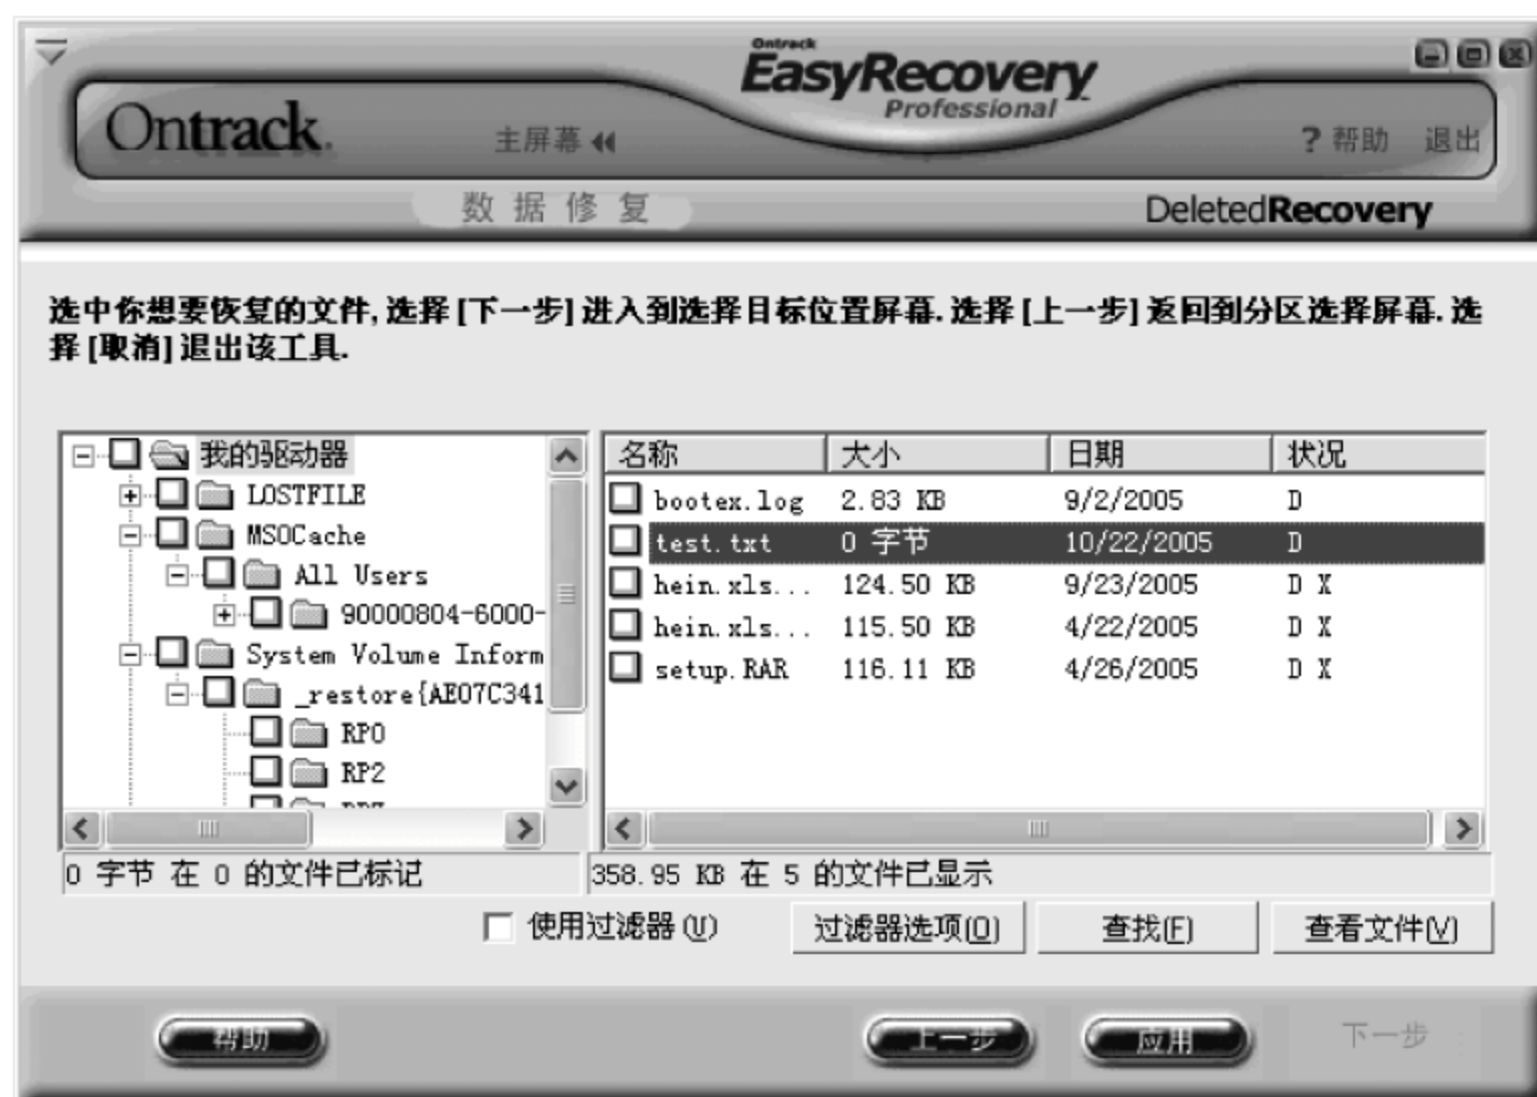 Ontrack
EasyRecovery
Professional
Ontrack.
主屏幕
? 帮助 退出
数据修复
DeletedRecovery
选中你想要恢复的文件, 选择 [下一步] 进入到选择目标位置屏幕. 选择 [上一步] 返回到分区选择屏幕. 选
择 [取消] 退出该工具.
我的驱动器
LOSTFILE
MSOCache
All Users
90000804-6000-
System Volume Inform
_restore{AE07C341
RP0
RP2
名称 大小 日期 状况
bootex.log 2.83 KB 9/2/2005 D
test.txt 0 字节 10/22/2005 D
hein.xls... 124.50 KB 9/23/2005 D X
hein.xls... 115.50 KB 4/22/2005 D X
setup.RAR 116.11 KB 4/26/2005 D X
0 字节 在 0 的文件已标记
358.95 KB 在 5 的文件已显示
使用过滤器(U) 过滤器选项(O) 查找(F) 查看文件(V)
帮助 上一步 应用 下一步